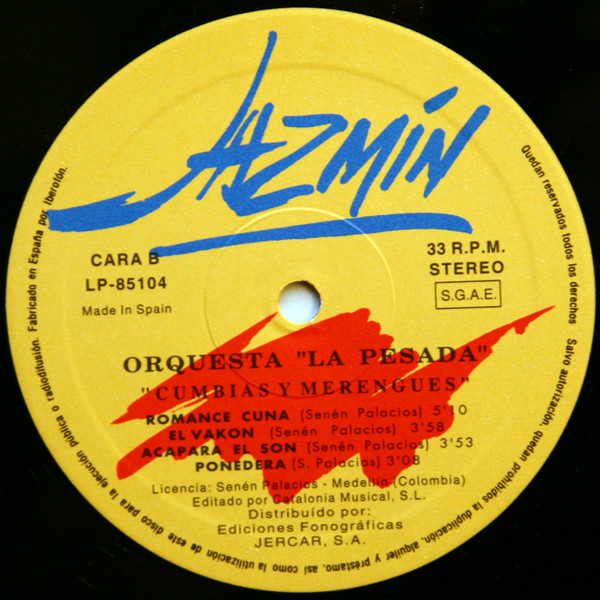 JAZMÍN
CARA B
LP-85104
Made In Spain
33 R.P.M.
STEREO
S.G.A.E.
ORQUESTA "LA PESADA"
"CUMBIAS Y MERENGUES"
ROMANCE CUNA (Senén Palacios) 5'10
EL VAKON (Senén Palacios) 3'58
ACAPARA EL SON (Senén Palacios) 3'53
PONEDERA (S. Palacios) 3'08
Licencia: Senén Palacios - Medellín (Colombia)
Editado por Catalonia Musical, S.L.
Distribuído por:
Ediciones Fonográficas
JERCAR, S.A.
Quedan reservados todos los derechos Salvo autorización, quedan prohibidos la duplicación, alquiler y préstamo, así como la utilización de este disco para la ejecución pública o radiodifusión. Fabricado en España por Iberofón.